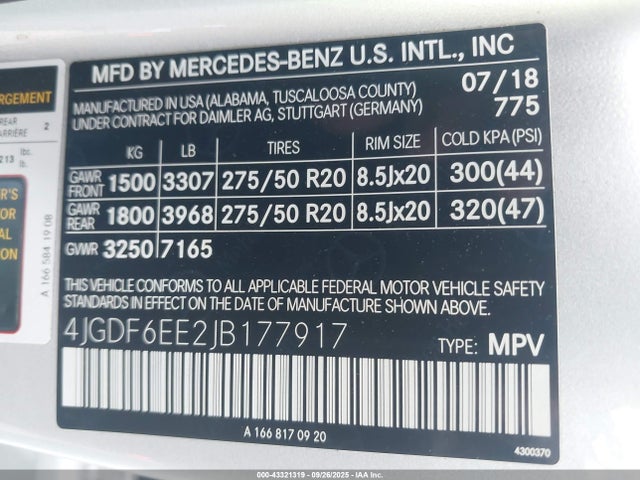 MFD BY MERCEDES-BENZ U.S. INTL., INC
07/18
MANUFACTURED IN USA (ALABAMA, TUSCALOOSA COUNTY)
UNDER CONTRACT FOR DAIMLER AG, STUTTGART (GERMANY)
775
KG LB TIRES RIM SIZE COLD KPA (PSI)
GAWR FRONT 1500 3307 275/50 R20 8.5Jx20 300(44)
GAWR REAR 1800 3968 275/50 R20 8.5Jx20 320(47)
GVWR 3250 7165
THIS VEHICLE CONFORMS TO ALL APPLICABLE FEDERAL MOTOR VEHICLE SAFETY
STANDARDS IN EFFECT ON THE DATE OF MANUFACTURE SHOWN ABOVE.
4JGDF6EE2JB177917
TYPE: MPV
A 166 817 09 20
4300370
ARGEMENT
REAR
ARRIÈRE 2
213 lbs.
lb.
R'S
TOR
AL
ON
A 166 584 19 08
000-43321319 - 09/26/2025 - IAA.